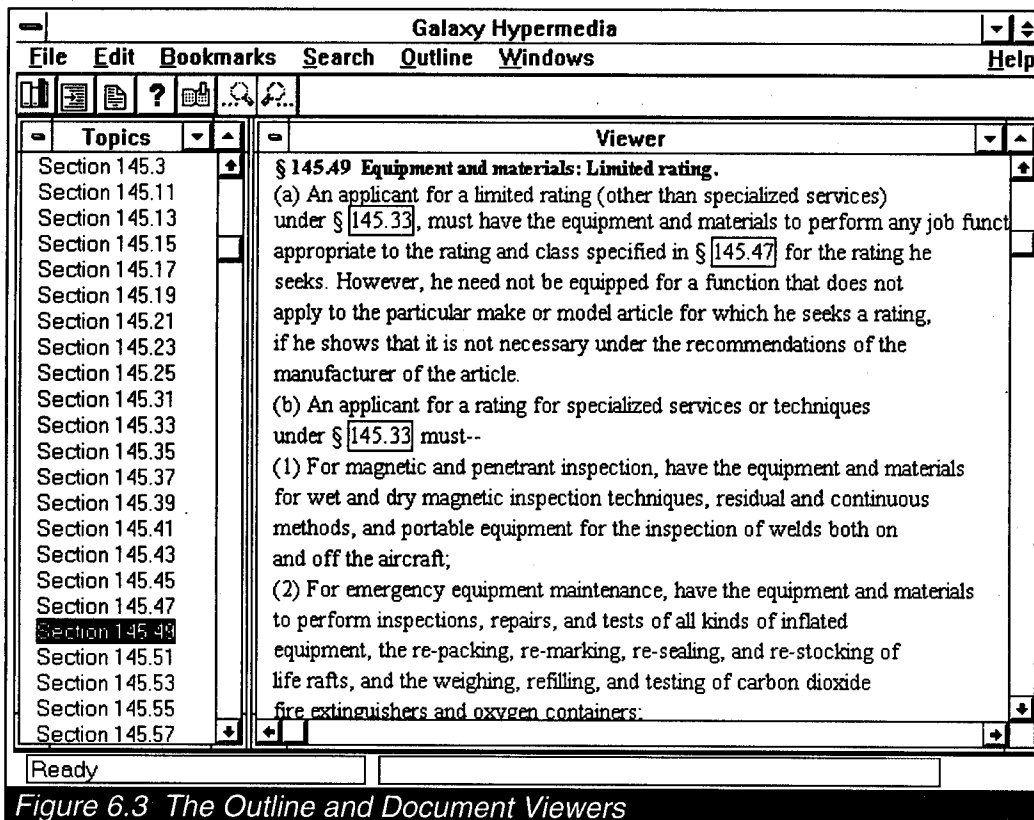 Galaxy Hypermedia
File Edit Bookmarks Search Outline Windows Help
?
Topics
Section 145.3
Section 145.11
Section 145.13
Section 145.15
Section 145.17
Section 145.19
Section 145.21
Section 145.23
Section 145.25
Section 145.31
Section 145.33
Section 145.35
Section 145.37
Section 145.39
Section 145.41
Section 145.43
Section 145.45
Section 145.47
Section 145.49
Section 145.51
Section 145.53
Section 145.55
Section 145.57
Viewer
§ 145.49 Equipment and materials: Limited rating.
(a) An applicant for a limited rating (other than specialized services)
under § 145.33, must have the equipment and materials to perform any job funct
appropriate to the rating and class specified in § 145.47 for the rating he
seeks. However, he need not be equipped for a function that does not
apply to the particular make or model article for which he seeks a rating,
if he shows that it is not necessary under the recommendations of the
manufacturer of the article.
(b) An applicant for a rating for specialized services or techniques
under § 145.33 must--
(1) For magnetic and penetrant inspection, have the equipment and materials
for wet and dry magnetic inspection techniques, residual and continuous
methods, and portable equipment for the inspection of welds both on
and off the aircraft;
(2) For emergency equipment maintenance, have the equipment and materials
to perform inspections, repairs, and tests of all kinds of inflated
equipment, the re-packing, re-marking, re-sealing, and re-stocking of
life rafts, and the weighing, refilling, and testing of carbon dioxide
fire extinguishers and oxygen containers;
Ready
Figure 6.3 The Outline and Document Viewers